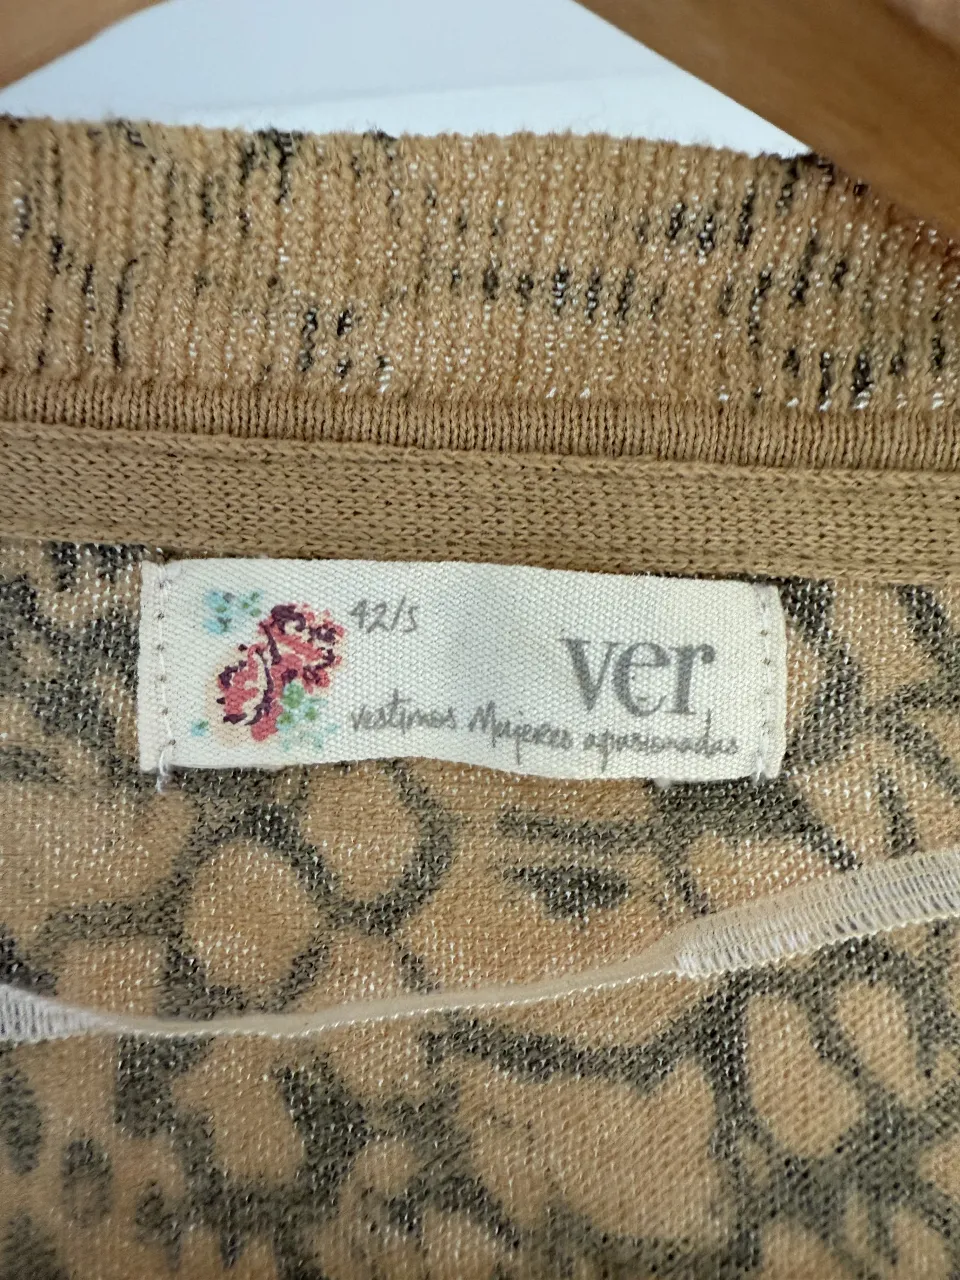 42/S
ver
vestimos Mujeres apasionadas